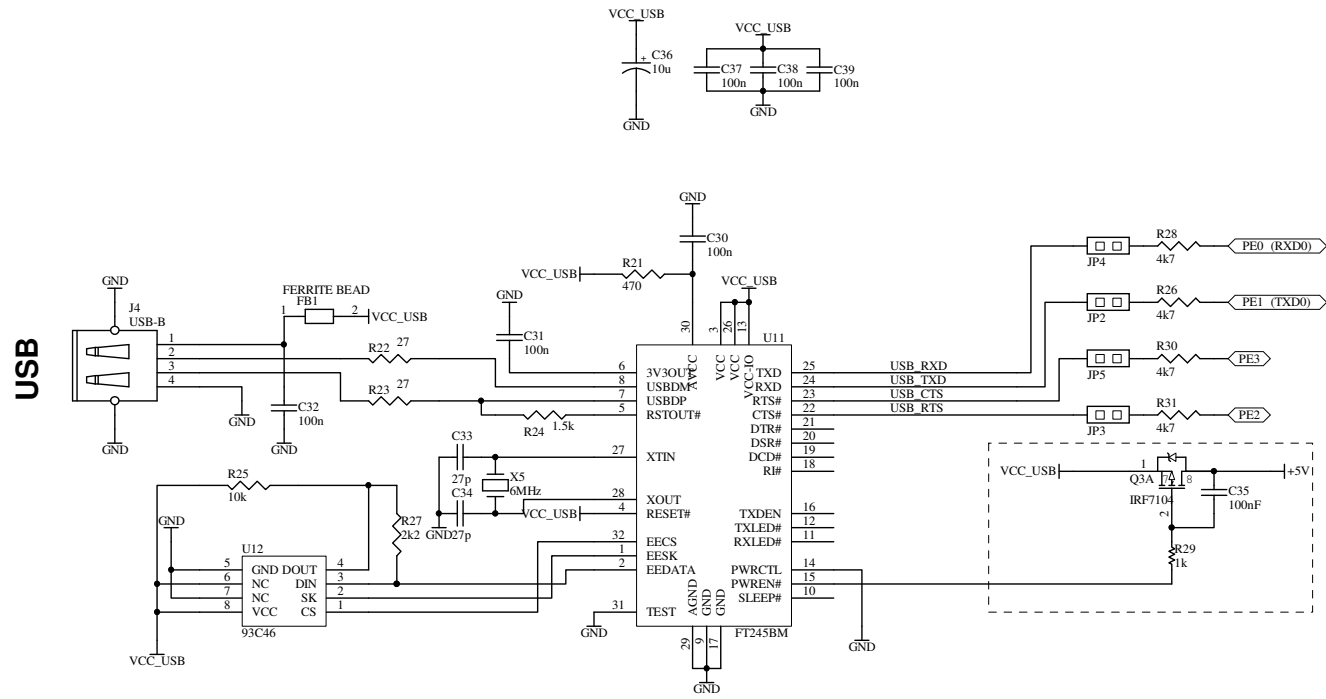 VCC_USB
C36
10u
GND
VCC_USB
C37
100n
C38
100n
C39
100n
GND
USB
GND
J4
USB-B
1
2
3
4
GND
GND
FERRITE BEAD
FB1
1
2
VCC_USB
C32
100n
GND
R22
27
R23
27
R24
1.5k
GND
C31
100n
GND
C30
100n
VCC_USB
R21
470
VCC_USB
30
3
26
13
U11
AVCC
VCC
VCC
VCC-IO
6
3V3OUT
8
USBDM
7
USBDP
5
RSTOUT#
27
XTIN
28
XOUT
4
RESET#
32
EECS
1
EESK
2
EEDATA
31
TEST
GND
TXD
25
USB_RXD
RXD
24
USB_TXD
RTS#
23
USB_CTS
CTS#
22
USB_RTS
DTR#
21
DSR#
20
DCD#
19
RI#
18
TXDEN
16
TXLED#
12
RXLED#
11
PWRCTL
14
PWREN#
15
SLEEP#
10
AGND
GND
GND
29
9
17
FT245BM
GND
GND
C33
27p
C34
27p
GND
X5
6MHz
VCC_USB
R25
10k
GND
R27
2k2
U12
5
GND
DOUT
4
6
NC
DIN
3
7
NC
SK
2
8
VCC
CS
1
93C46
VCC_USB
JP4
R28
4k7
PE0 (RXD0)
JP2
R26
4k7
PE1 (TXD0)
JP5
R30
4k7
PE3
JP3
R31
4k7
PE2
VCC_USB
1
Q3A
7
8
IRF7104
2
C35
100nF
+5V
R29
1k